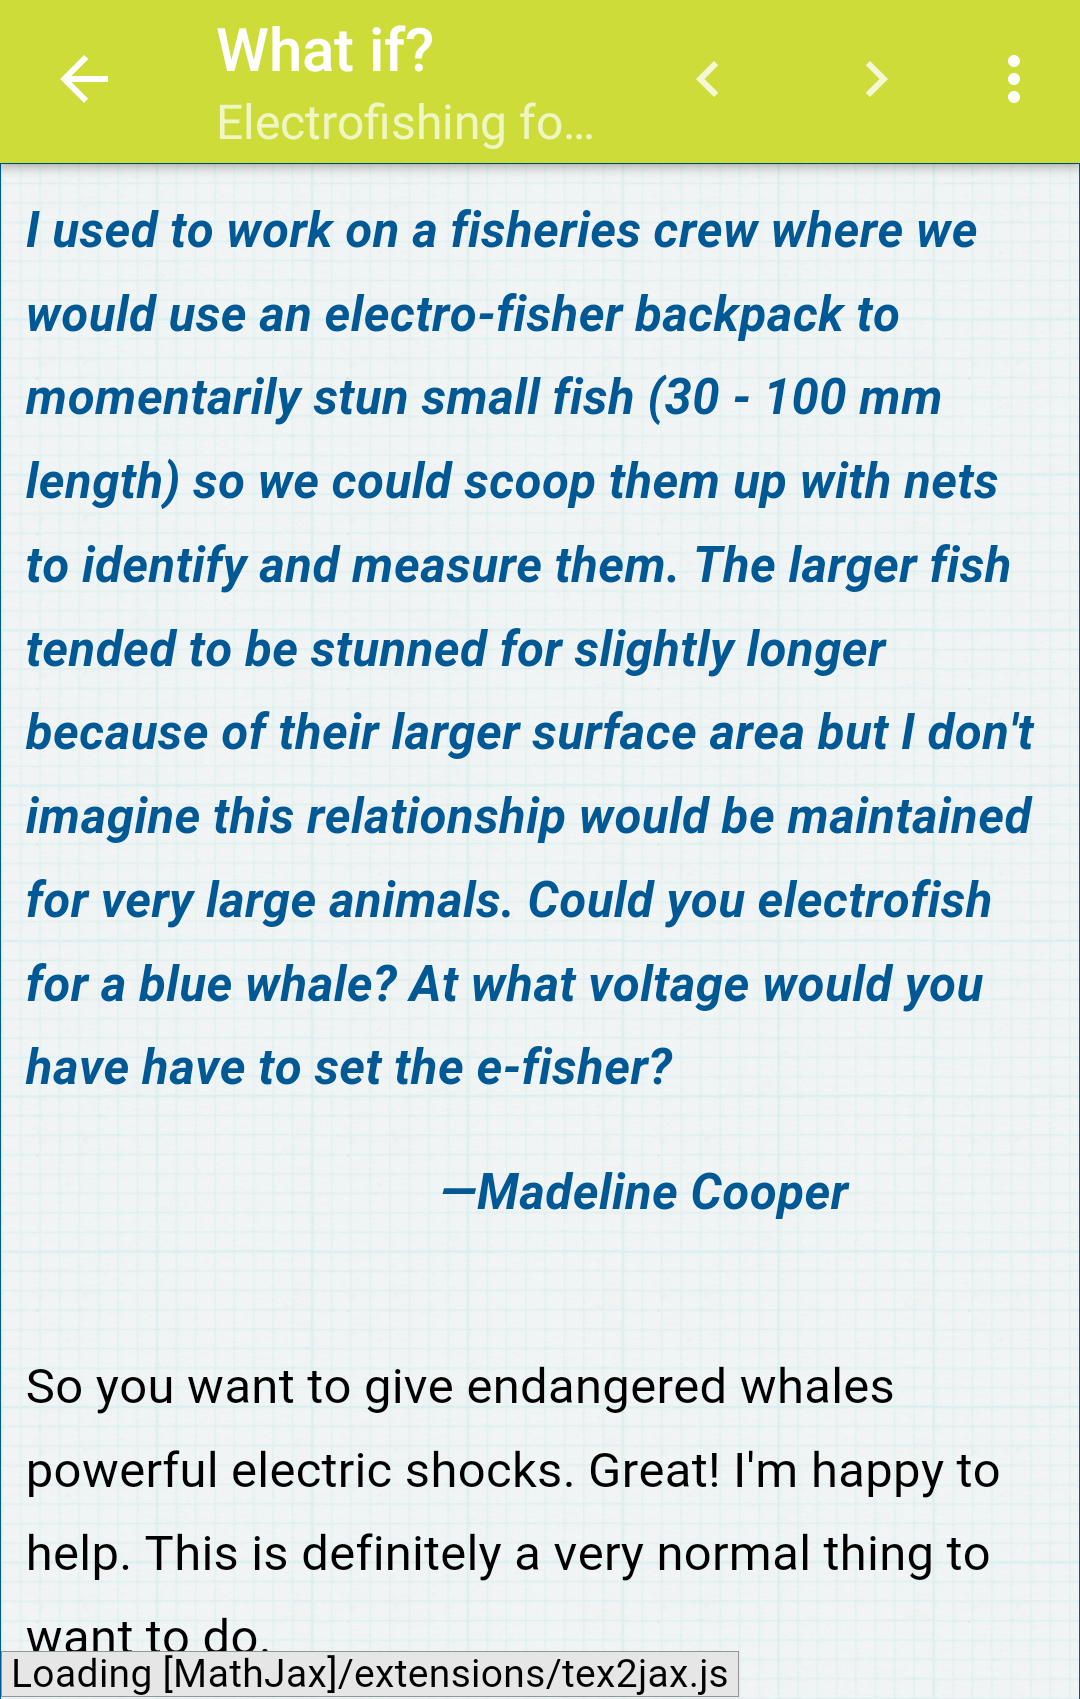 What if?
Electrofishing fo...
I used to work on a fisheries crew where we
would use an electro-fisher backpack to
momentarily stun small fish (30 - 100 mm
length) so we could scoop them up with nets
to identify and measure them. The larger fish
tended to be stunned for slightly longer
because of their larger surface area but I don't
imagine this relationship would be maintained
for very large animals. Could you electrofish
for a blue whale? At what voltage would you
have have to set the e-fisher?
—Madeline Cooper
So you want to give endangered whales
powerful electric shocks. Great! I'm happy to
help. This is definitely a very normal thing to
want to do.
Loading [MathJax]/extensions/tex2jax.js